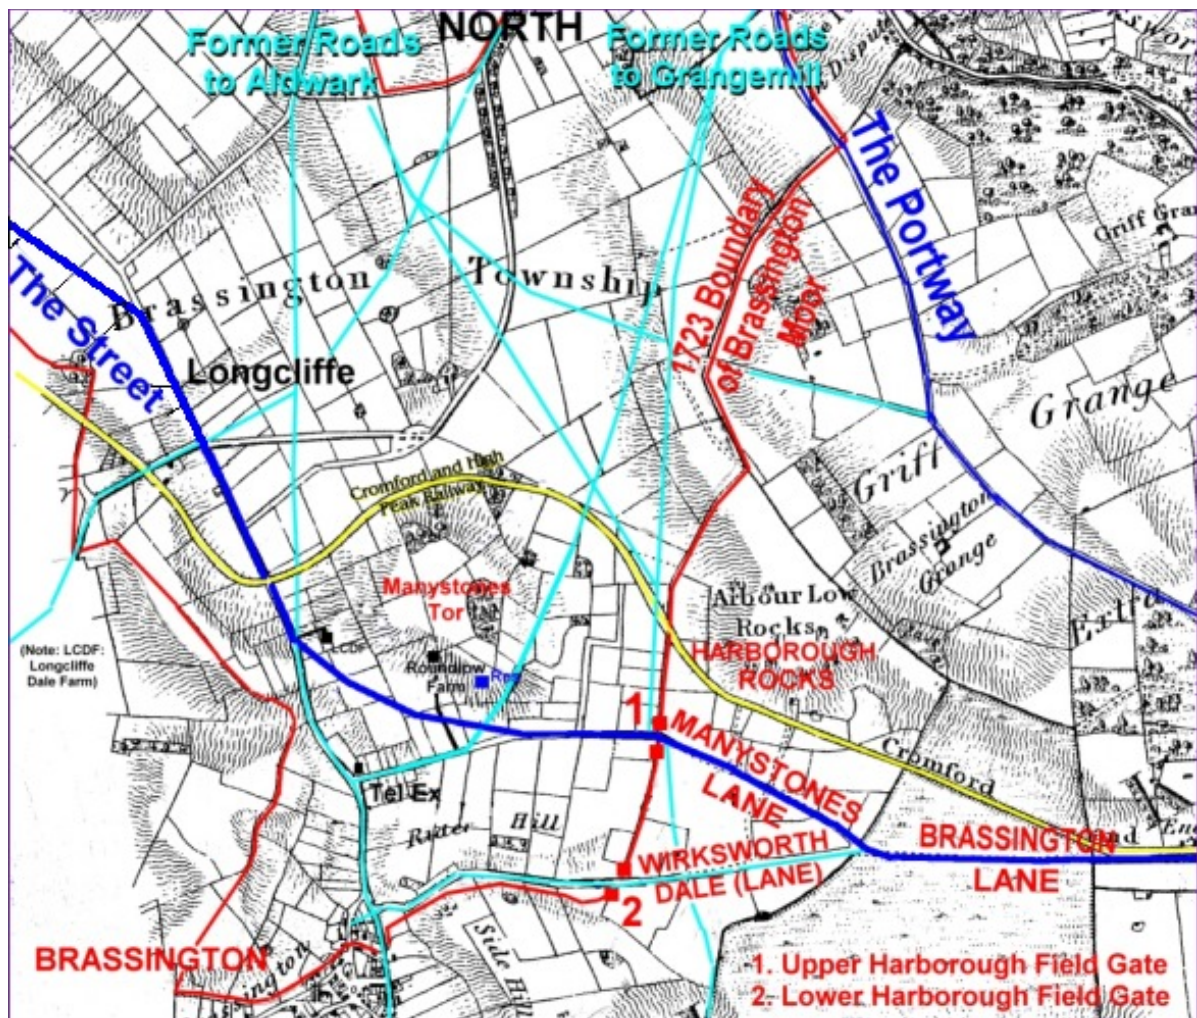 NORTH
Former Roads
to Aldwark
Former Roads
to Grangemill
The Portway
Griff Gra
1723 Boundary
of Brassington
Moor
Brassington Township
The Street
Longcliffe
Grange
Griff
Cromford and High
Peak Railway
Brassington
Grange
Manystones
Tor
Arbour Low
Rocks
HARBOROUGH
ROCKS
(Note: LCDF:
Longcliffe
Dale Farm)
LCDF
Roundlow
Farm
1
MANYSTONES
LANE
Cromford
Tel Ex
Hill
BRASSINGTON
LANE
WIRKSWORTH
DALE (LANE)
2
Side Hill
BRASSINGTON
ington
1. Upper Harborough Field Gate
2. Lower Harborough Field Gate